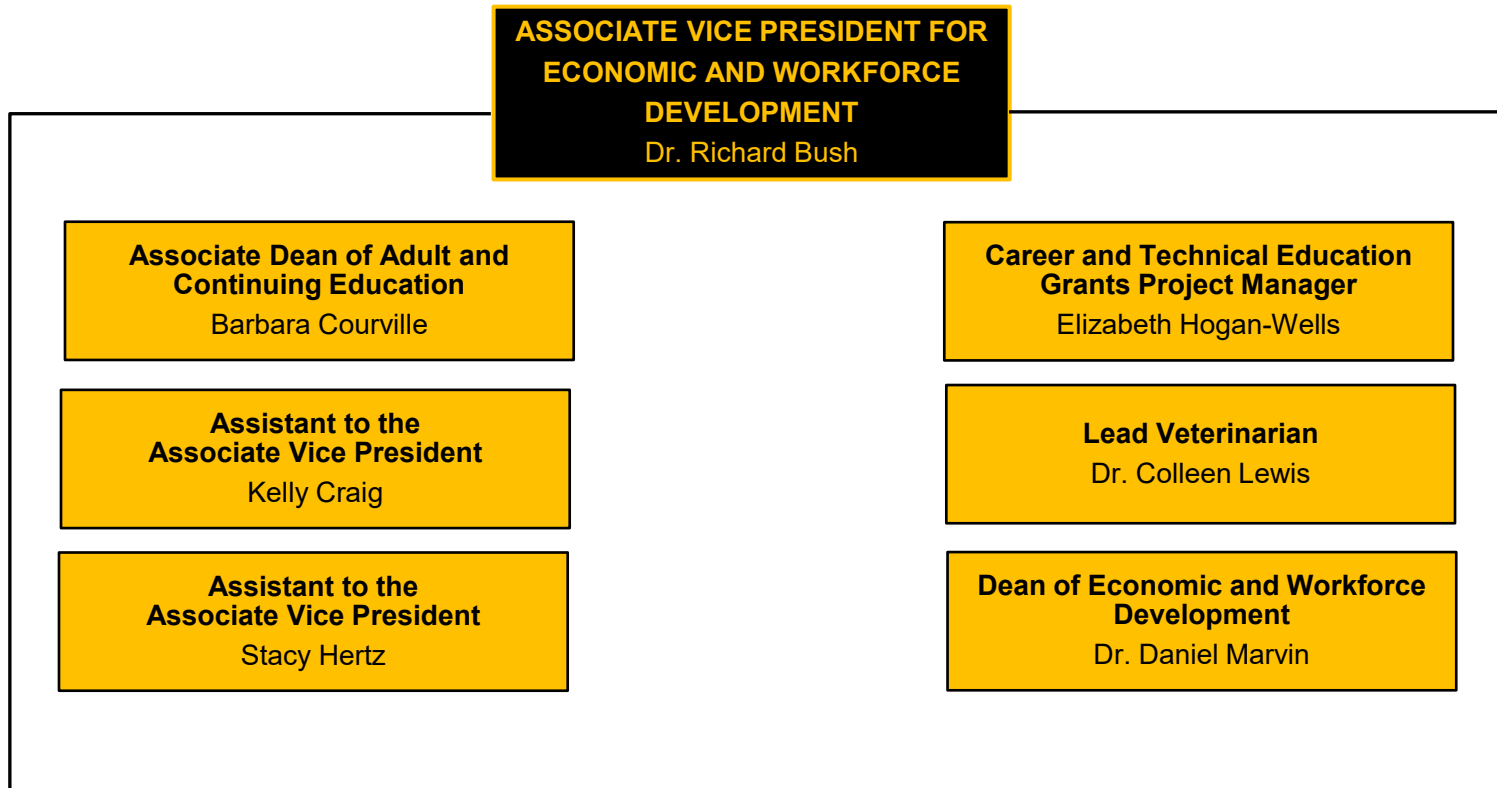 ASSOCIATE VICE PRESIDENT FOR
ECONOMIC AND WORKFORCE
DEVELOPMENT
Dr. Richard Bush
Associate Dean of Adult and
Continuing Education
Barbara Courville
Assistant to the
Associate Vice President
Kelly Craig
Assistant to the
Associate Vice President
Stacy Hertz
Career and Technical Education
Grants Project Manager
Elizabeth Hogan-Wells
Lead Veterinarian
Dr. Colleen Lewis
Dean of Economic and Workforce
Development
Dr. Daniel Marvin